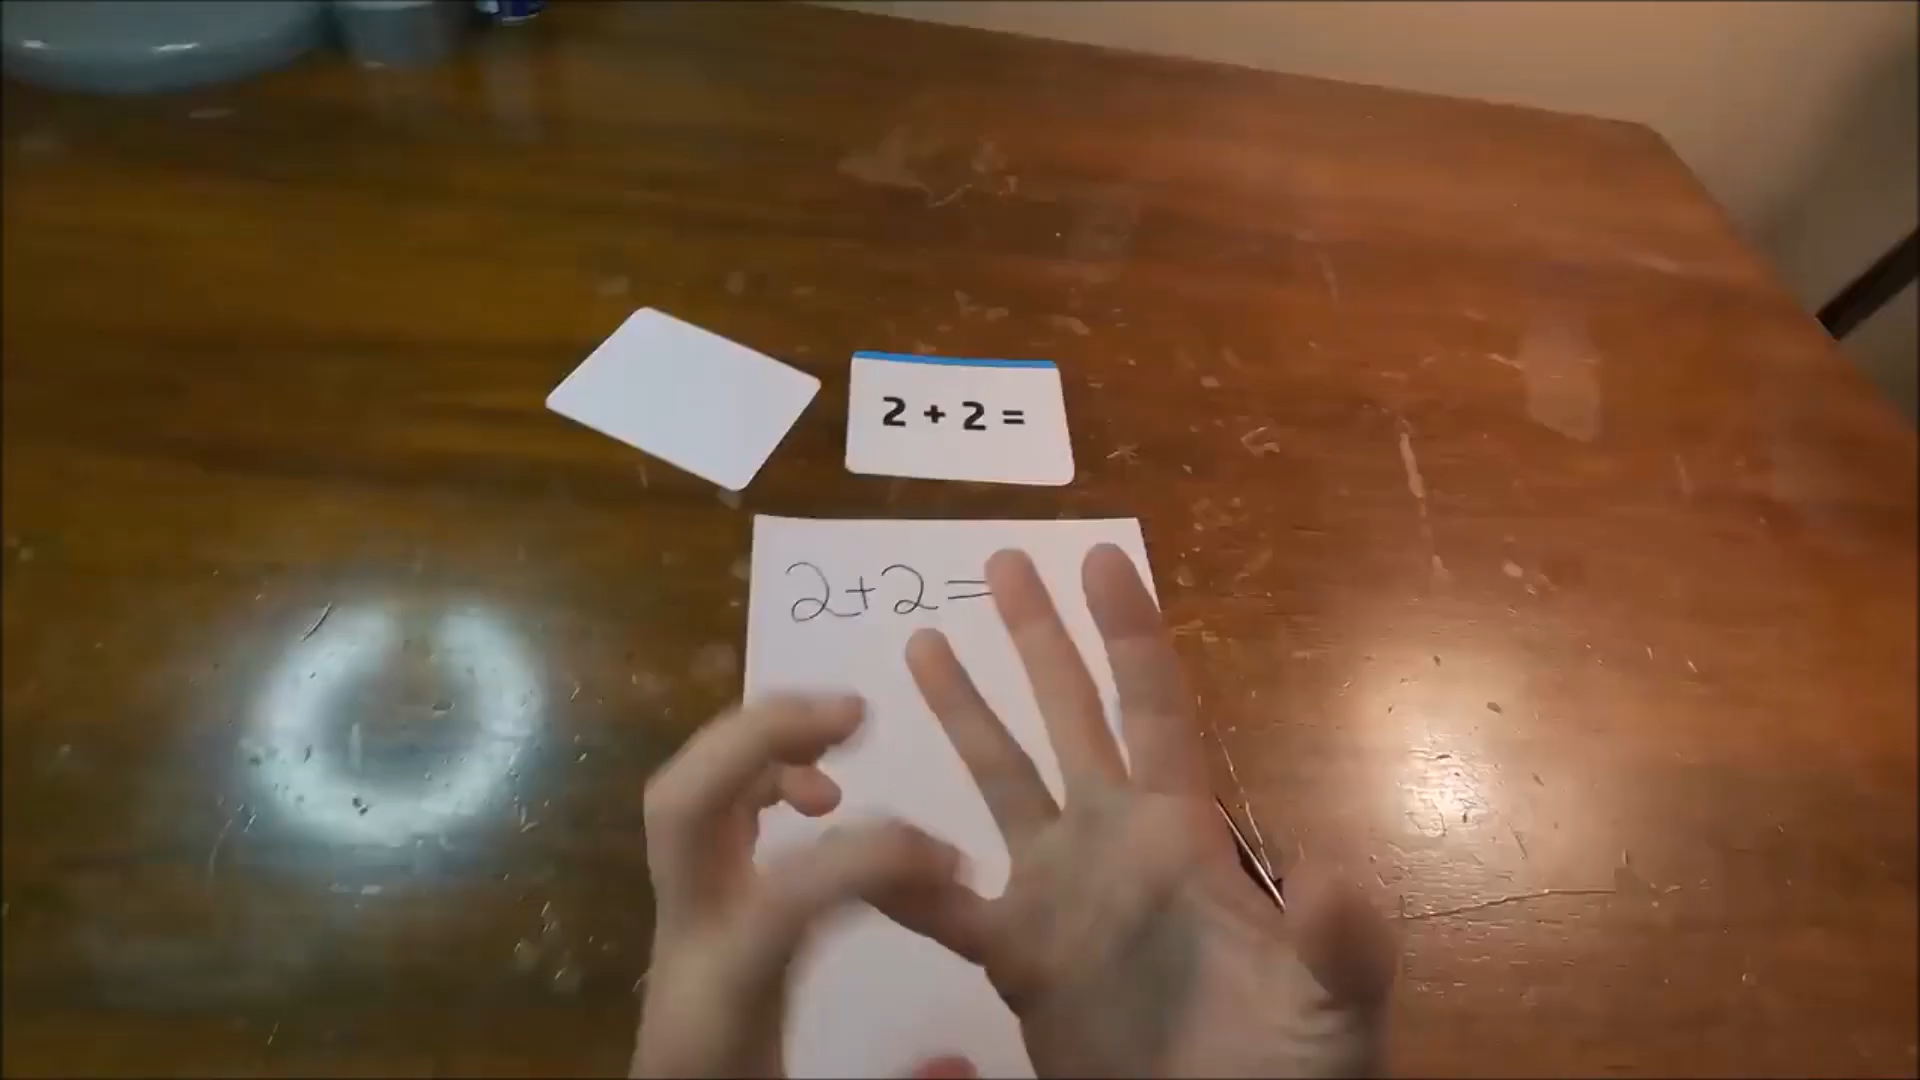 2 + 2 =
2+2=